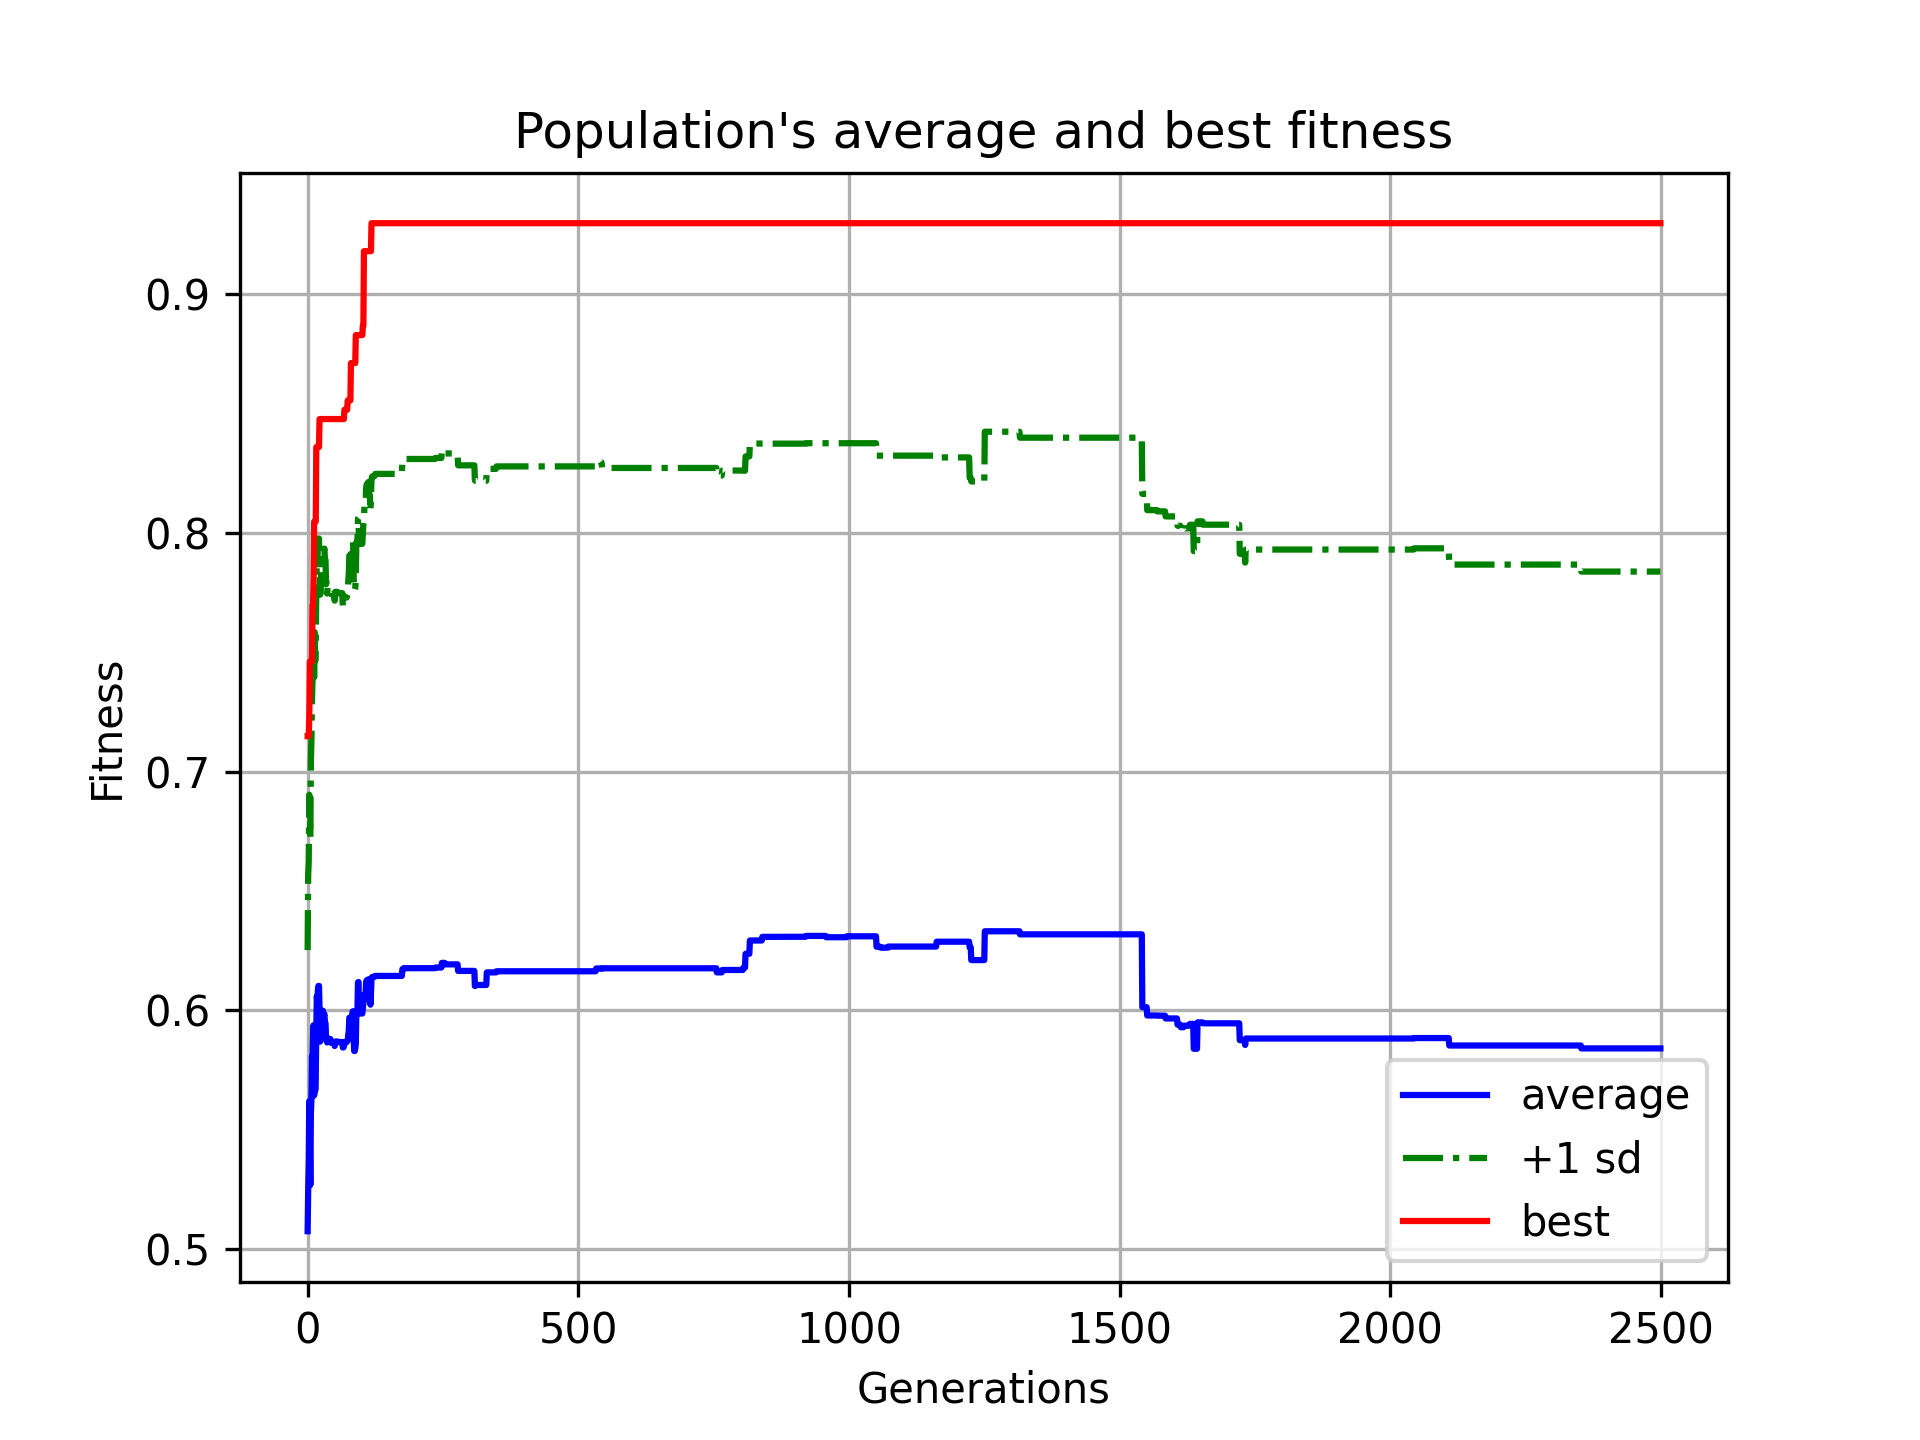 Population's average and best fitness
Fitness
0.9
0.8
0.7
0.6
0.5
0 500 1000 1500 2000 2500
Generations
average
+1 sd
best